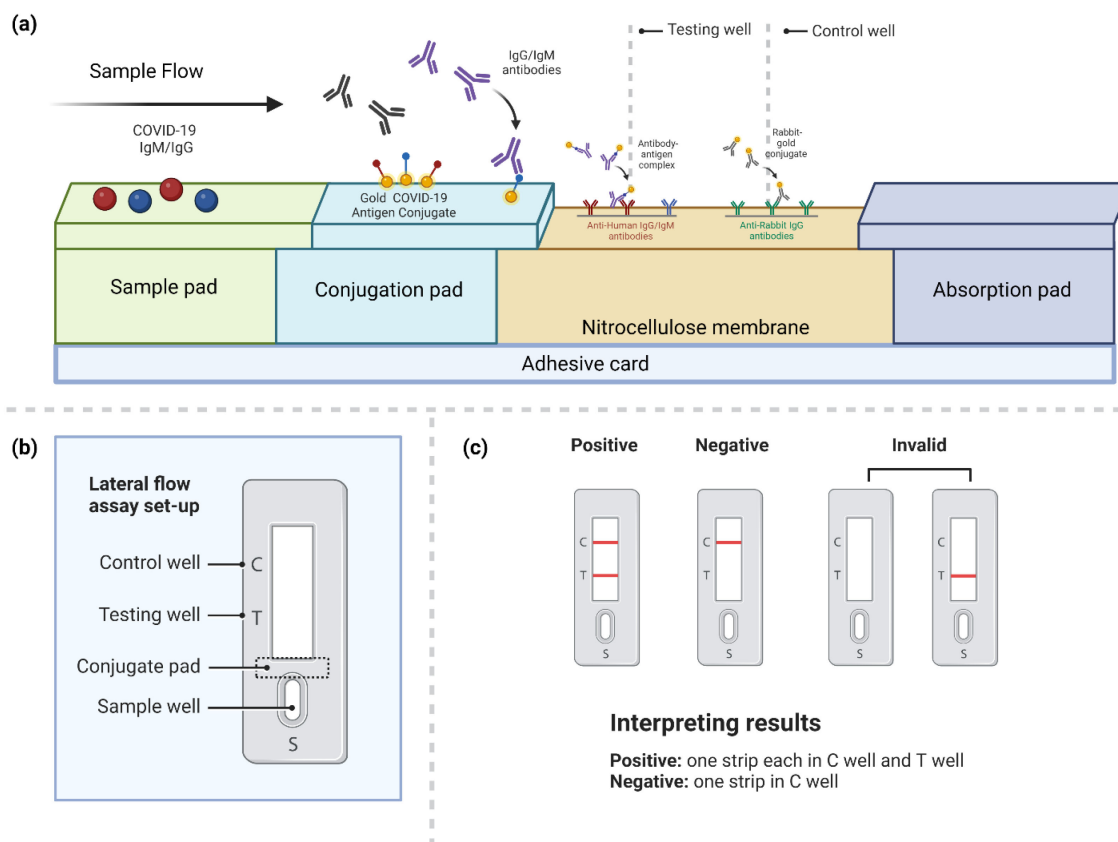 (a)
Sample Flow
COVID-19
IgM/IgG
IgG/IgM
antibodies
Testing well
Control well
Antibody-
antigen
complex
Rabbit-
gold
conjugate
Gold COVID-19
Antigen Conjugate
Anti-Human IgG/IgM
antibodies
Anti-Rabbit IgG
antibodies
Sample pad
Conjugation pad
Nitrocellulose membrane
Absorption pad
Adhesive card
(b)
Lateral flow
assay set-up
Control well
C
Testing well
T
Conjugate pad
Sample well
S
(c)
Positive
Negative
Invalid
C
T
S
C
T
S
C
T
S
C
T
S
Interpreting results
Positive: one strip each in C well and T well
Negative: one strip in C well